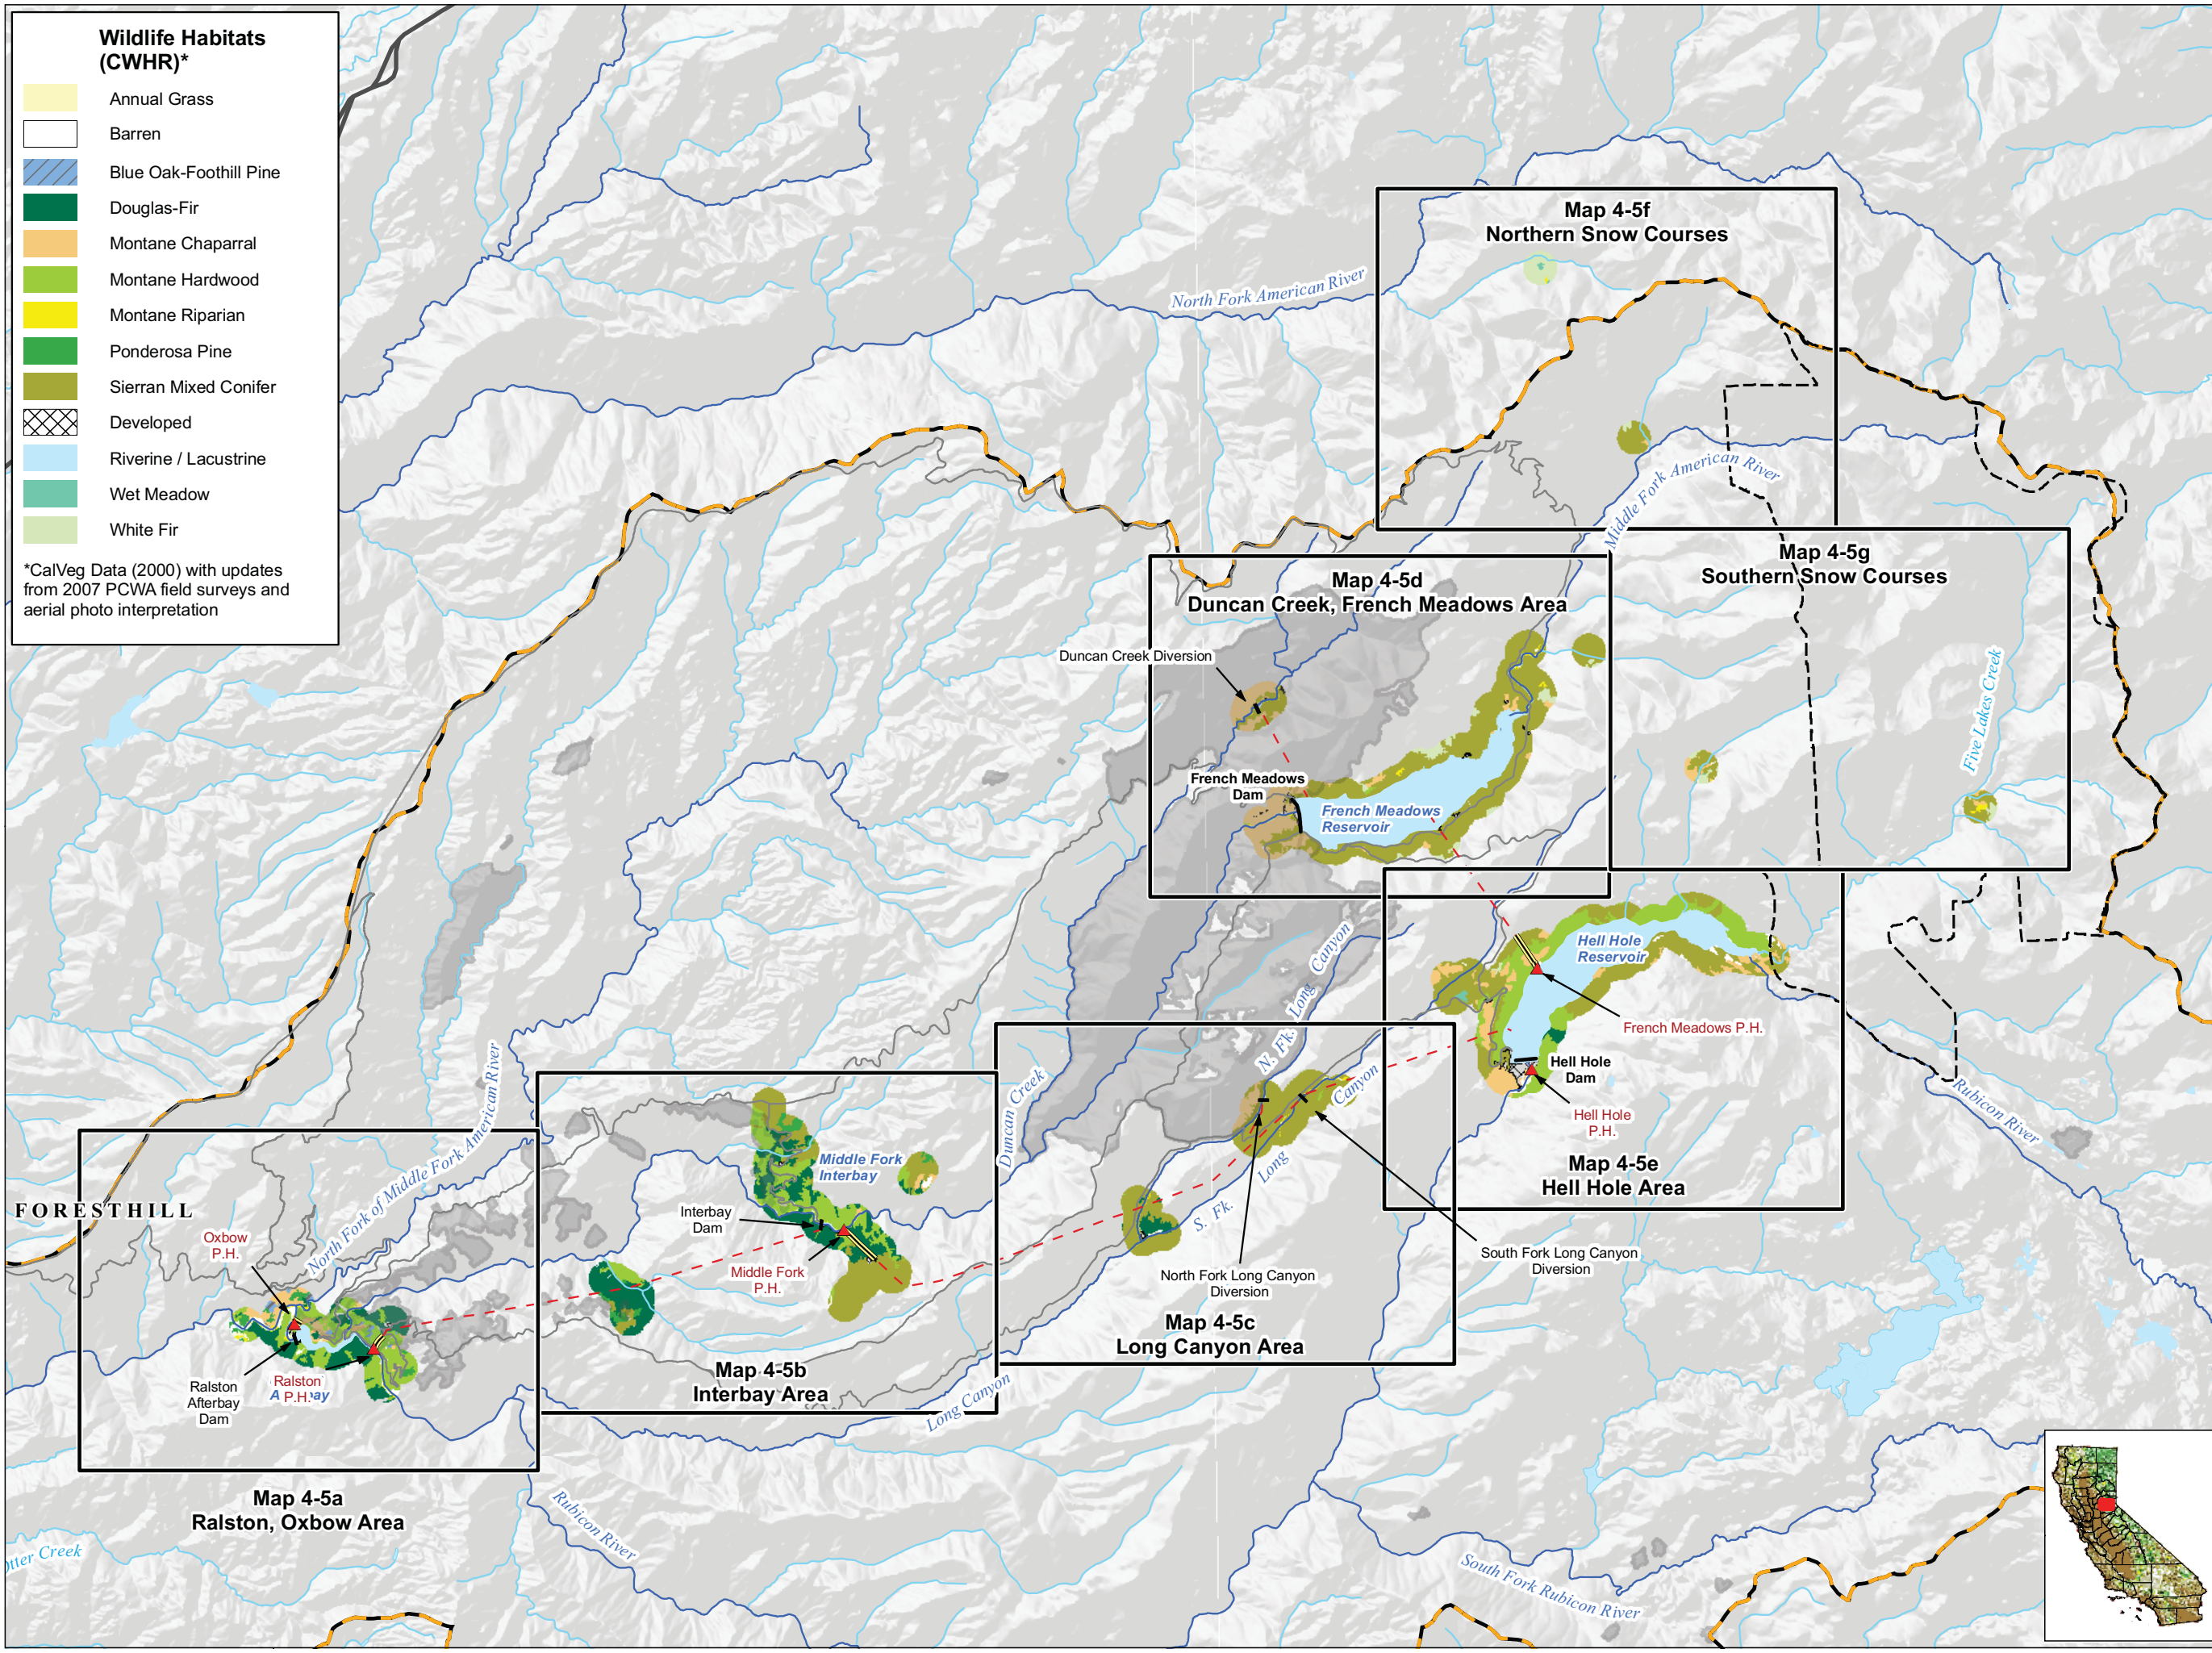 Wildlife Habitats
(CWHR)*
Annual Grass
Barren
Blue Oak-Foothill Pine
Douglas-Fir
Montane Chaparral
Montane Hardwood
Montane Riparian
Ponderosa Pine
Sierran Mixed Conifer
Developed
Riverine / Lacustrine
Wet Meadow
White Fir
*CalVeg Data (2000) with updates
from 2007 PCWA field surveys and
aerial photo interpretation
Map 4-5f
Northern Snow Courses
North Fork American River
Middle Fork American River
Map 4-5g
Southern Snow Courses
Five Lakes Creek
Map 4-5d
Duncan Creek, French Meadows Area
Duncan Creek Diversion
French Meadows
Dam
French Meadows
Reservoir
Hell Hole
Reservoir
French Meadows P.H.
Hell Hole
Dam
Hell Hole
P.H.
Map 4-5e
Hell Hole Area
Rubicon River
N. Fk. Long Canyon
Duncan Creek
S. Fk. Long Canyon
South Fork Long Canyon
Diversion
North Fork Long Canyon
Diversion
Map 4-5c
Long Canyon Area
Middle Fork
Interbay
Interbay
Dam
Middle Fork
P.H.
Map 4-5b
Interbay Area
Long Canyon
North Fork of Middle Fork American River
FORESTHILL
Oxbow
P.H.
Ralston
Afterbay
Dam
Ralston
P.H.
Map 4-5a
Ralston, Oxbow Area
Rubicon River
South Fork Rubicon River
Creek